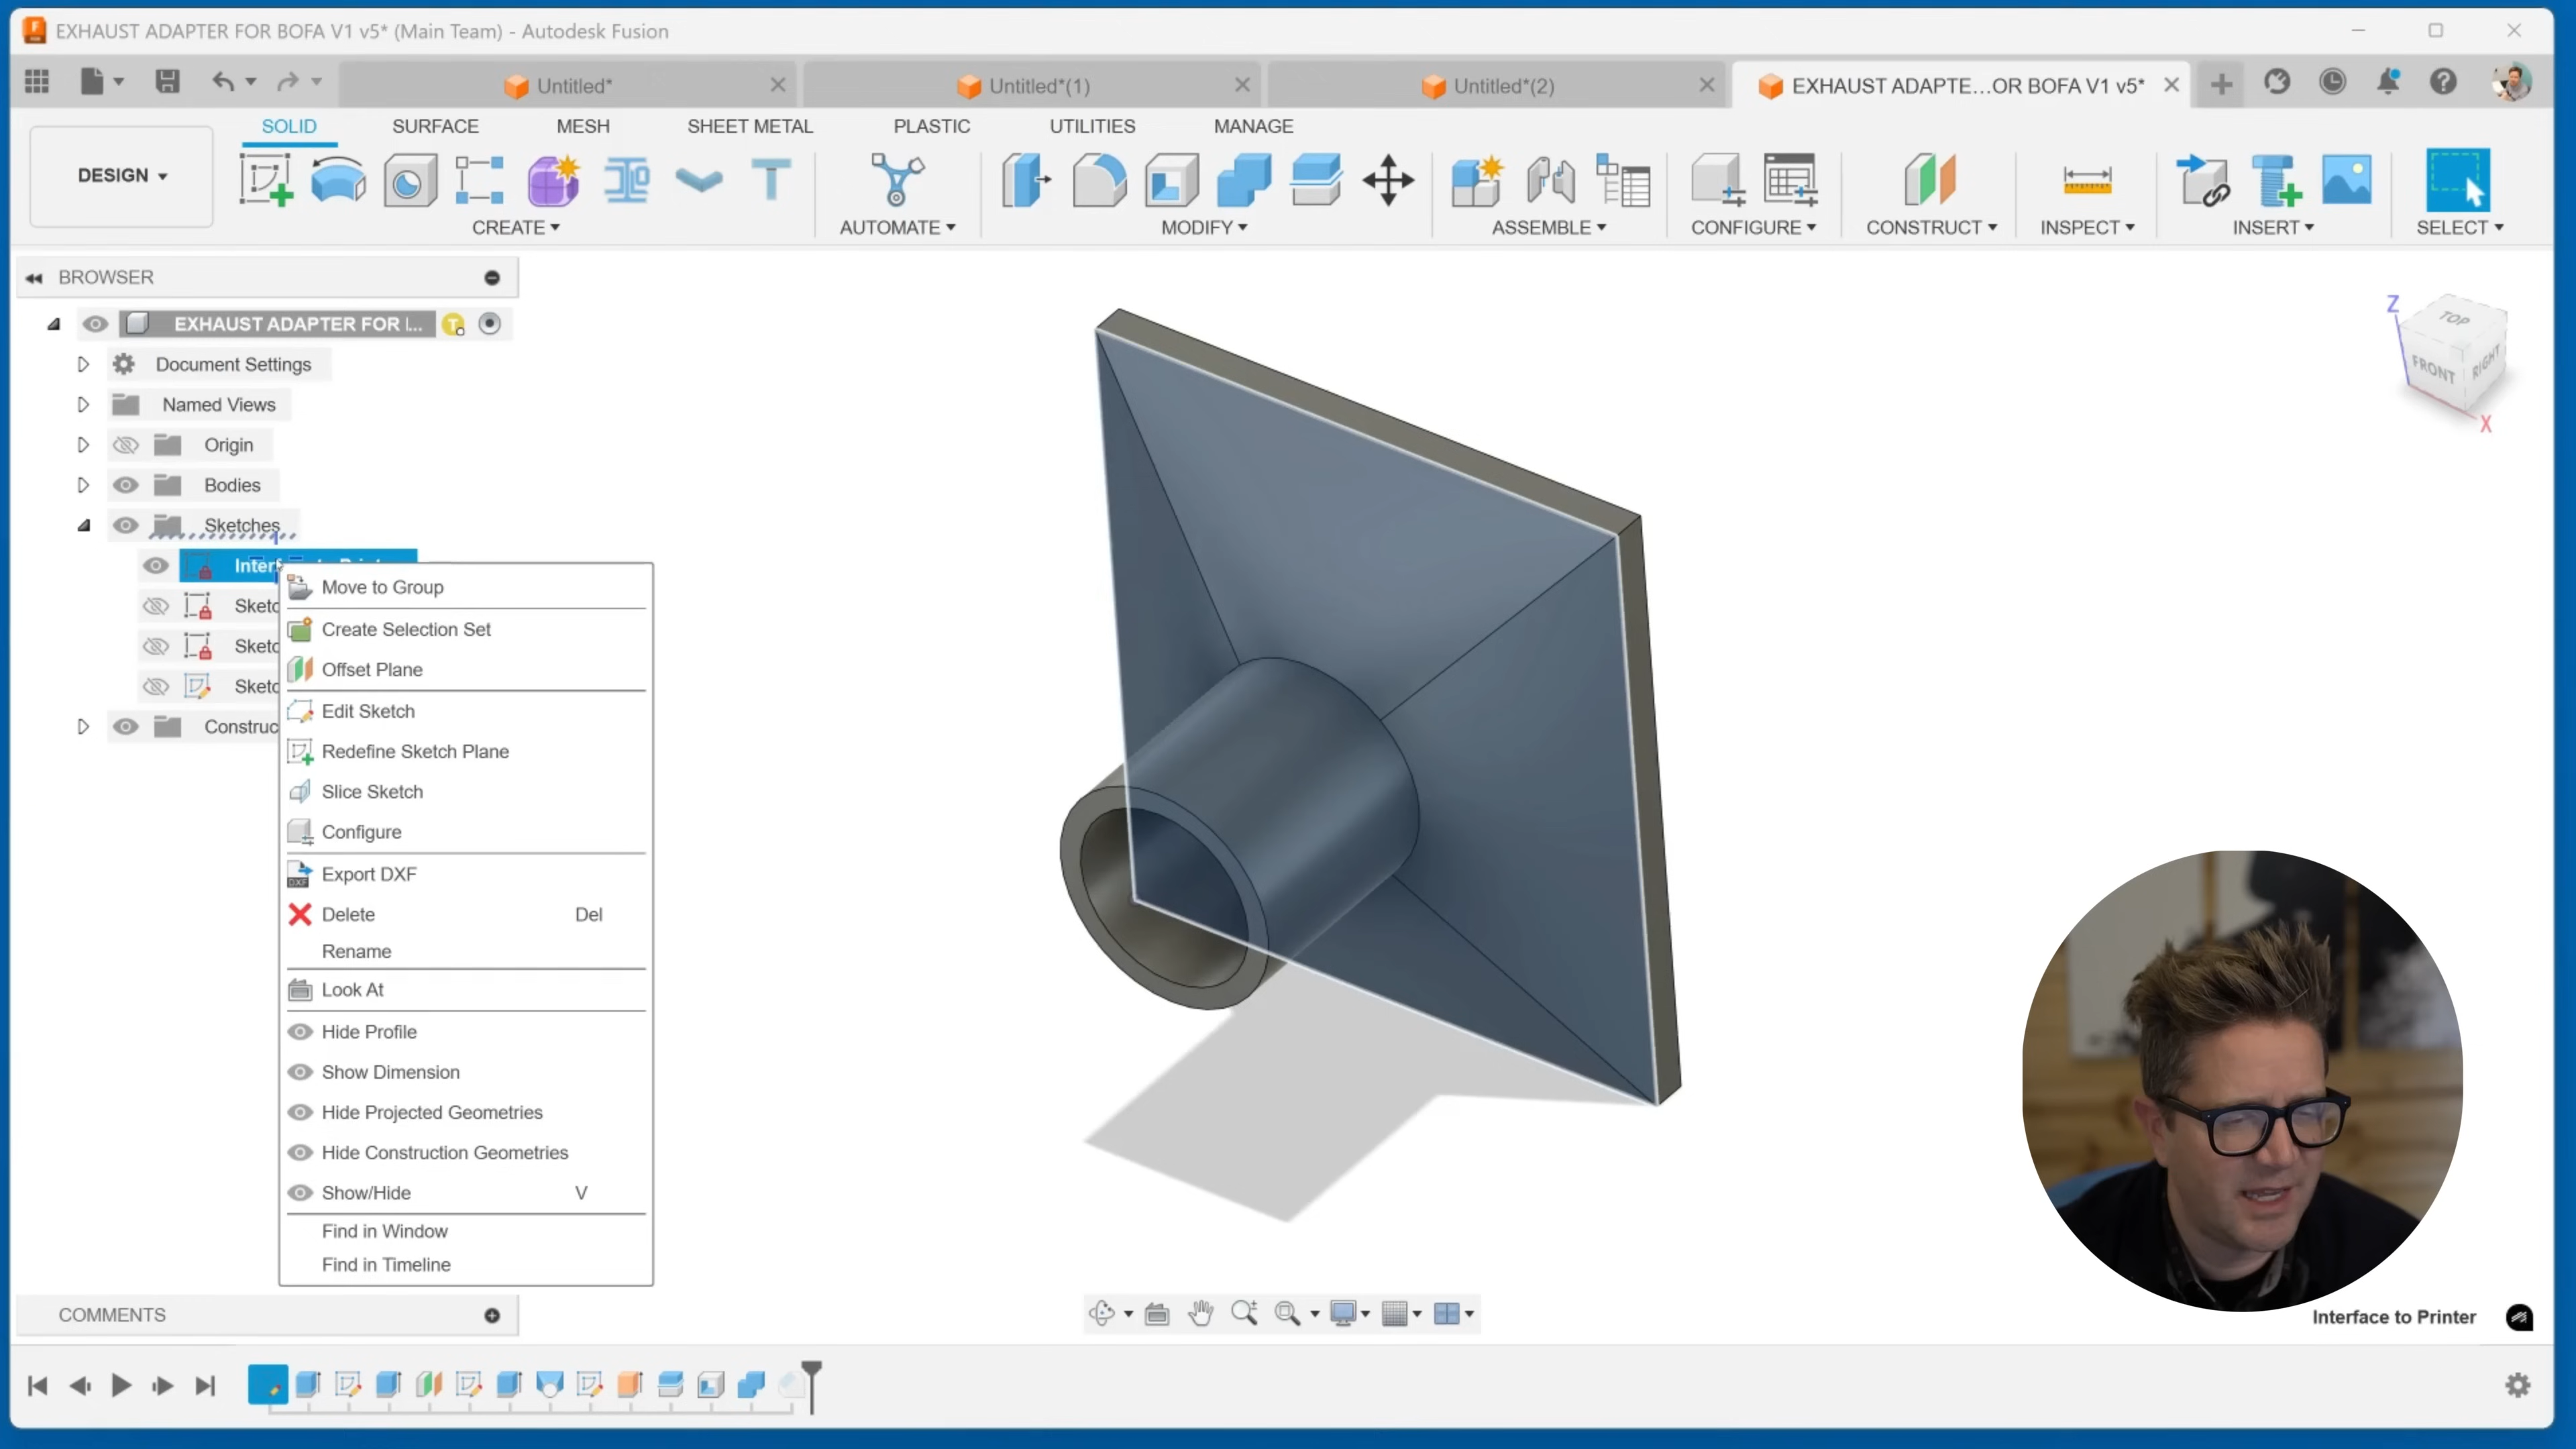 EXHAUST ADAPTER FOR BOFA V1 v5* (Main Team) - Autodesk Fusion
Untitled*
Untitled*(1)
Untitled*(2)
EXHAUST ADAPTE...OR BOFA V1 v5*
SOLID
SURFACE
MESH
SHEET METAL
PLASTIC
UTILITIES
MANAGE
DESIGN
CREATE
AUTOMATE
MODIFY
ASSEMBLE
CONFIGURE
CONSTRUCT
INSPECT
INSERT
SELECT
BROWSER
EXHAUST ADAPTER FOR
Document Settings
Named Views
Origin
Bodies
Sketches
Move to Group
Create Selection Set
Offset Plane
Edit Sketch
Redefine Sketch Plane
Slice Sketch
Configure
Export DXF
Delete Del
Rename
Look At
Hide Profile
Show Dimension
Hide Projected Geometries
Hide Construction Geometries
Show/Hide V
Find in Window
Find in Timeline
Z
TOP
FRONT
RIGHT
X
COMMENTS
Interface to Printer